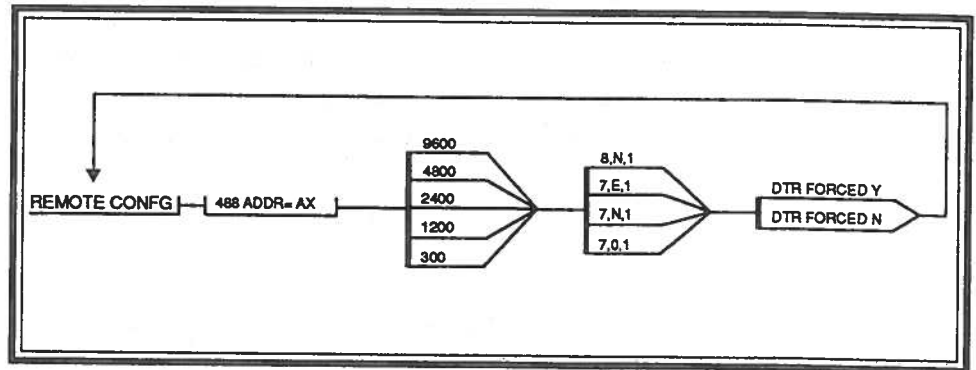 REMOTE CONFG
488 ADDR= AX
9600
4800
2400
1200
300
8,N,1
7,E,1
7,N,1
7,0,1
DTR FORCED Y
DTR FORCED N